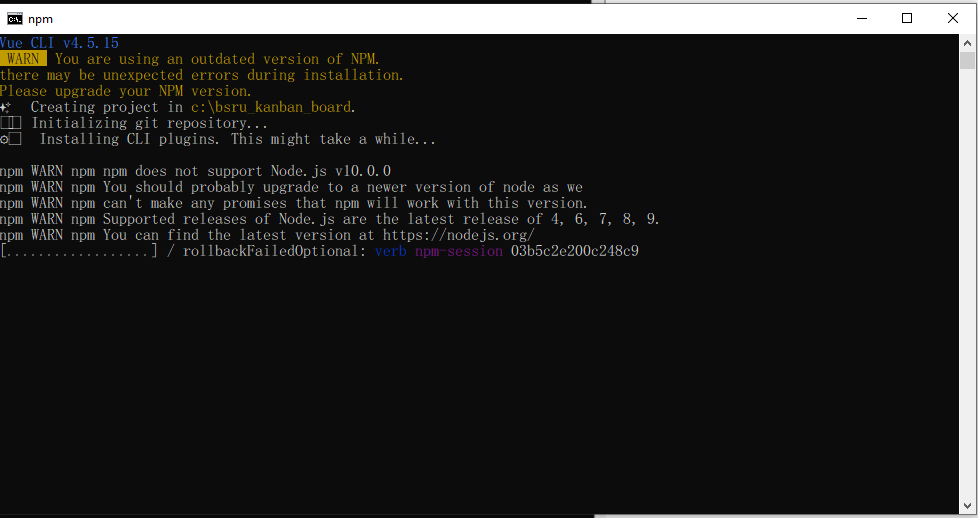 npm
Vue CLI v4.5.15
WARN You are using an outdated version of NPM.
there may be unexpected errors during installation.
Please upgrade your NPM version.
Creating project in c:\bsru_kanban_board.
Initializing git repository...
Installing CLI plugins. This might take a while...
npm WARN npm npm does not support Node.js v10.0.0
npm WARN npm You should probably upgrade to a newer version of node as we
npm WARN npm can't make any promises that npm will work with this version.
npm WARN npm Supported releases of Node.js are the latest release of 4, 6, 7, 8, 9.
npm WARN npm You can find the latest version at https://nodejs.org/
[..................] / rollbackFailedOptional: verb npm-session 03b5c2e200c248c9